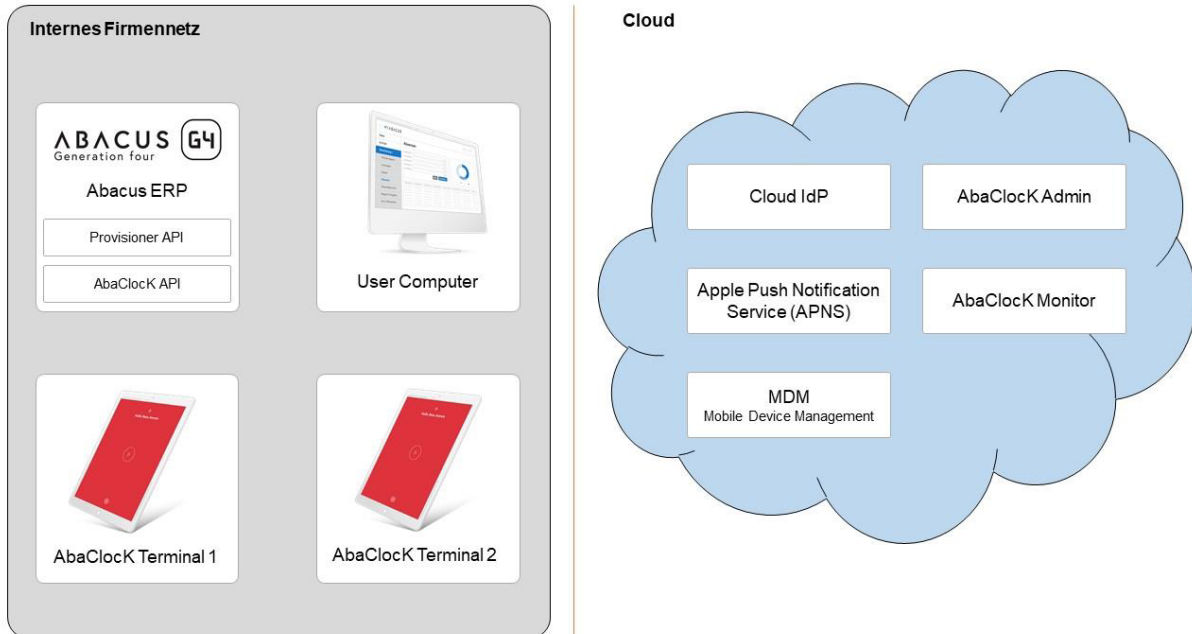 Internes Firmennetz
ABACUS G4
Generation four
Abacus ERP
Provisioner API
AbaClocK API
User Computer
AbaClocK Terminal 1
AbaClocK Terminal 2
Cloud
Cloud IdP
AbaClocK Admin
Apple Push Notification
Service (APNS)
AbaClocK Monitor
MDM
Mobile Device Management